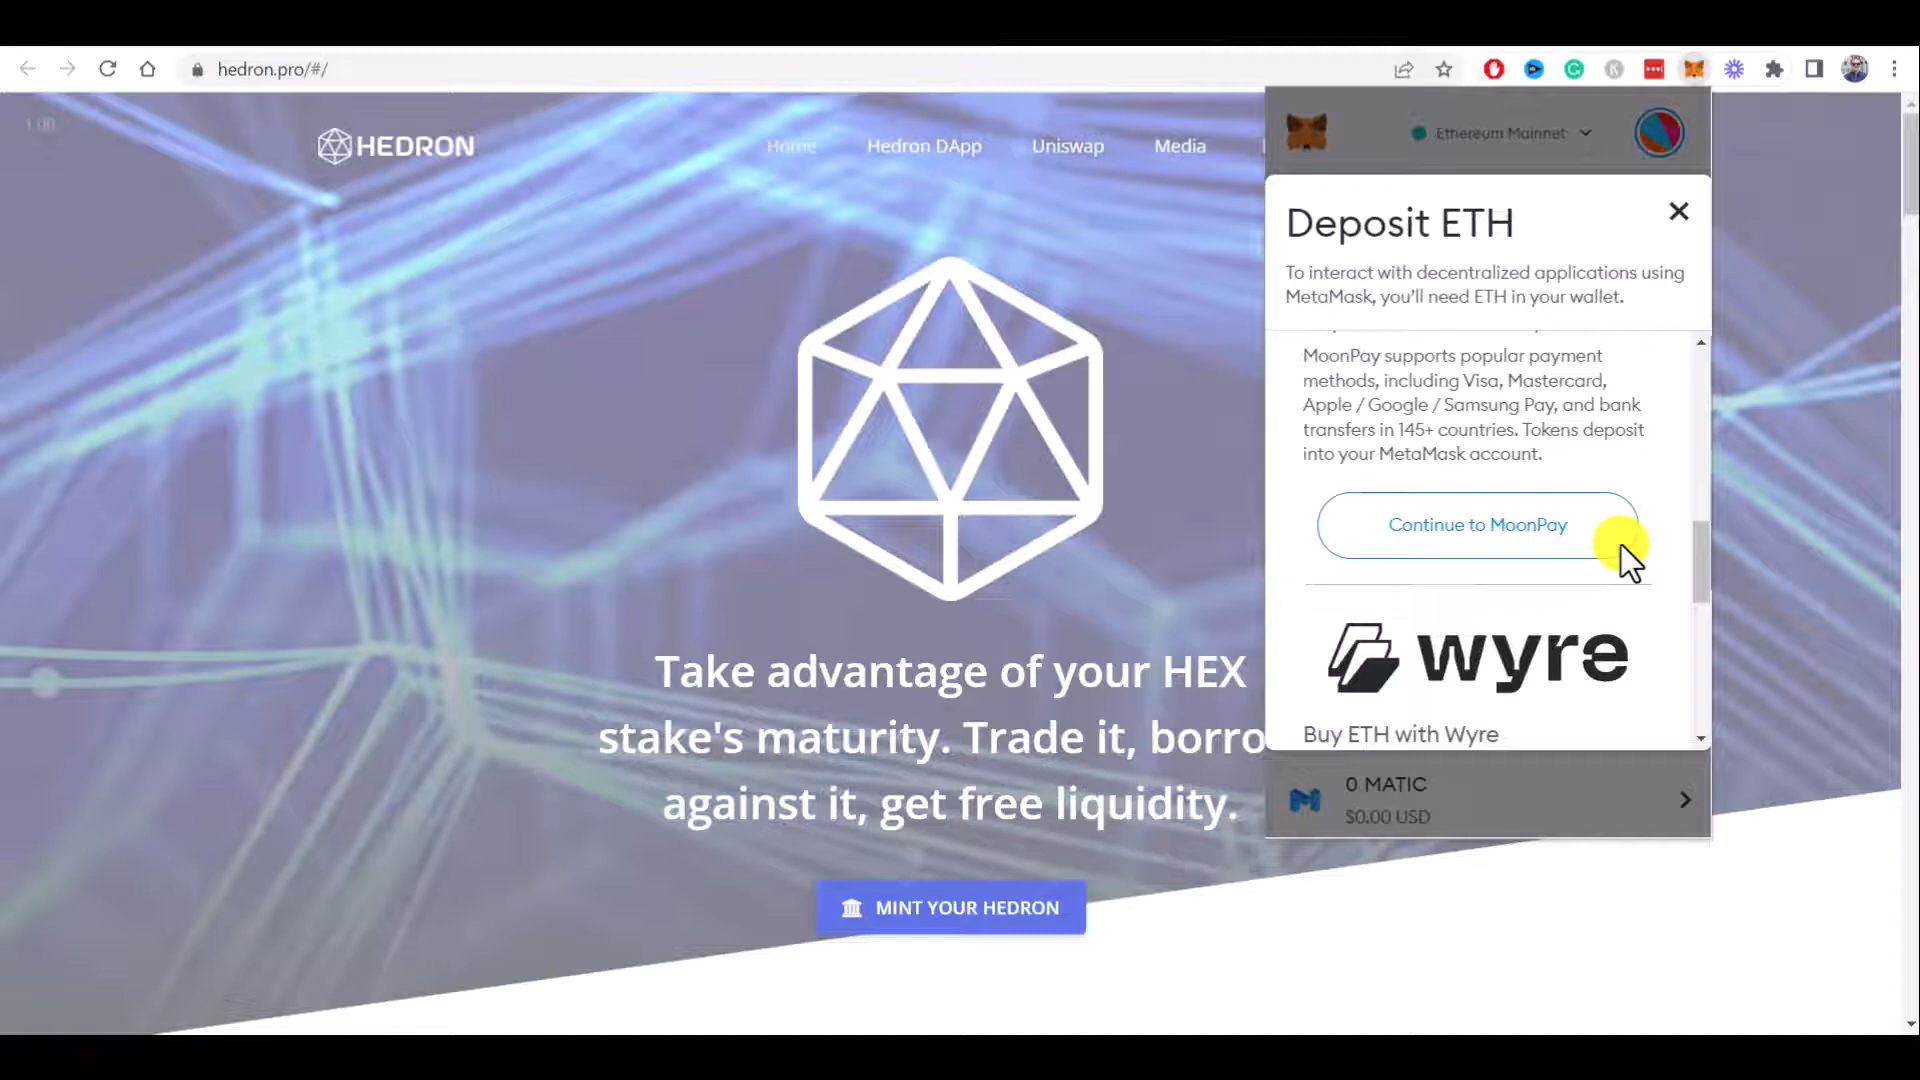 hedron.pro/#/
1.00
HEDRON
Home
Hedron DApp
Uniswap
Media
Take advantage of your HEX
stake's maturity. Trade it, borro
against it, get free liquidity.
MINT YOUR HEDRON
Ethereum Mainnet
Deposit ETH
To interact with decentralized applications using
MetaMask, you'll need ETH in your wallet.
MoonPay supports popular payment
methods, including Visa, Mastercard,
Apple / Google / Samsung Pay, and bank
transfers in 145+ countries. Tokens deposit
into your MetaMask account.
Continue to MoonPay
wyre
Buy ETH with Wyre
0 MATIC
$0.00 USD